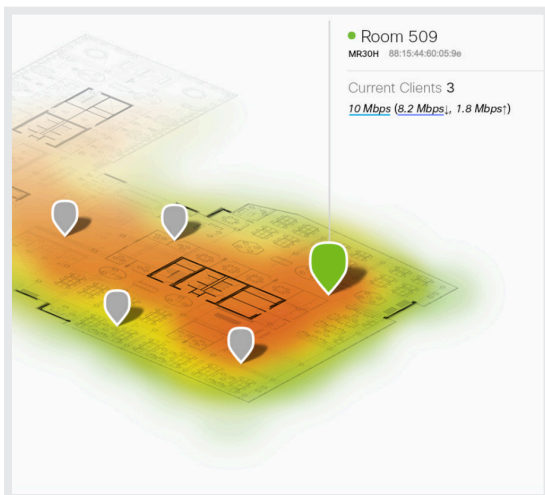 Room 509
MR30H 88:15:44:60:05:9e
Current Clients 3
10 Mbps (8.2 Mbps↓, 1.8 Mbps↑)